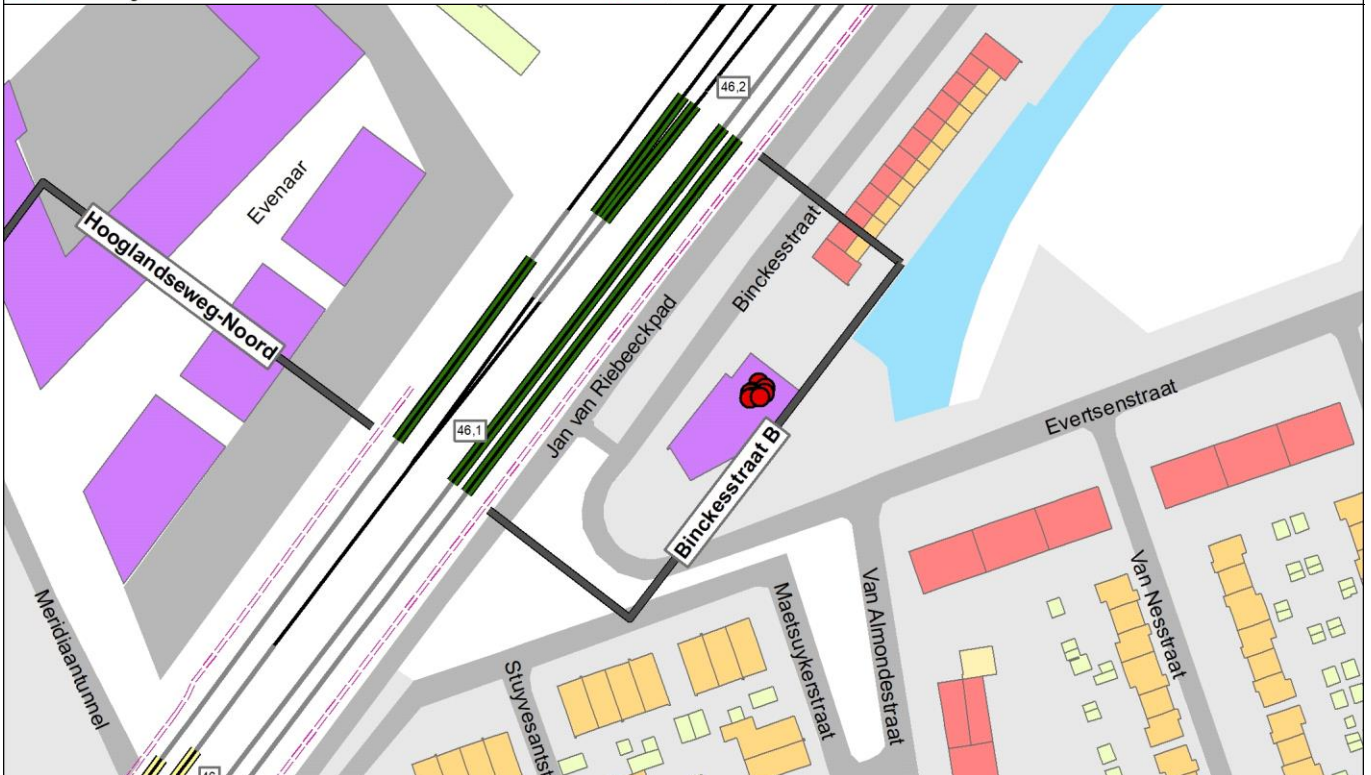 46,2
Evenaar
Hooglandseweg-Noord
Binckesstraat
Jan van Riebeeckpad
46,1
Evertsenstraat
Binckesstraat B
Meridiaantunnel
Stuyvesantst
Maetsuykerstraat
Van Almondestraat
Van Nesstraat